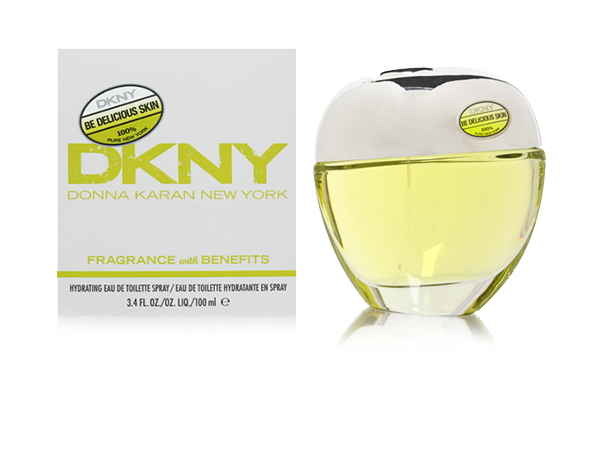 DKNY
BE DELICIOUS SKIN
100%
PURE NEW YORK
DKNY
DONNA KARAN NEW YORK
FRAGRANCE with BENEFITS
HYDRATING EAU DE TOILETTE SPRAY / EAU DE TOILETTE HYDRATANTE EN SPRAY
3.4 FL. OZ./OZ. LIQ./100 ml ℮
DKNY
BE DELICIOUS SKIN
100%
PURE NEW YORK